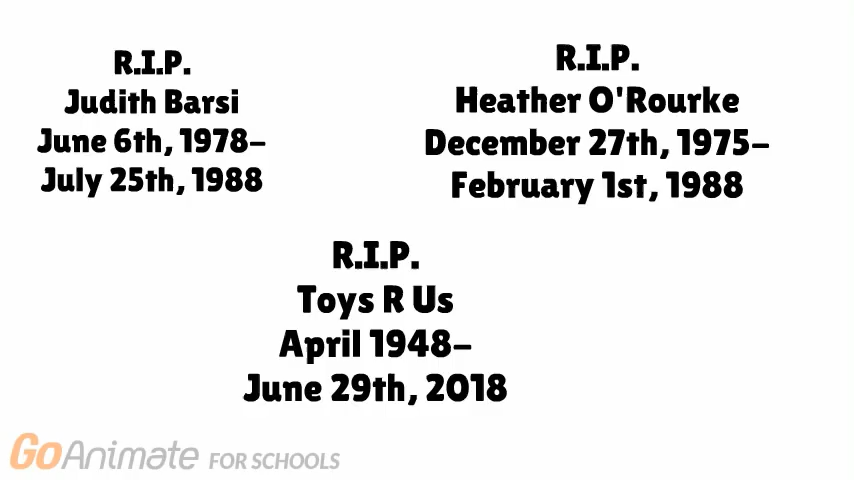 R.I.P.
Judith Barsi
June 6th, 1978-
July 25th, 1988
R.I.P.
Heather O'Rourke
December 27th, 1975-
February 1st, 1988
R.I.P.
Toys R Us
April 1948-
June 29th, 2018
GoAnimate FOR SCHOOLS